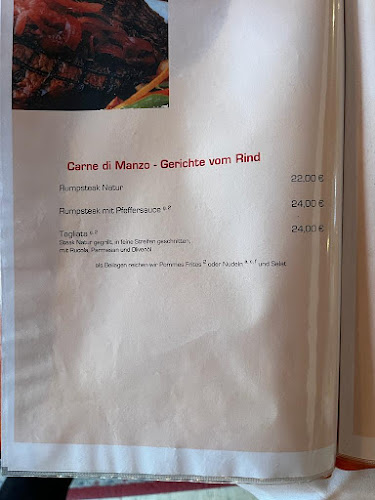 Carne di Manzo - Gerichte vom Rind
Rumpsteak Natur 22,00 €
Rumpsteak mit Pfeffersauce 24,00 €
Tagliata 24,00 €
Steak Natur gegrillt, in feine Streifen geschnitten,
mit Rucola, Parmesan und Olivenöl
als Beilagen reichen wir Pommes Frites 2 oder Nudeln und Salat